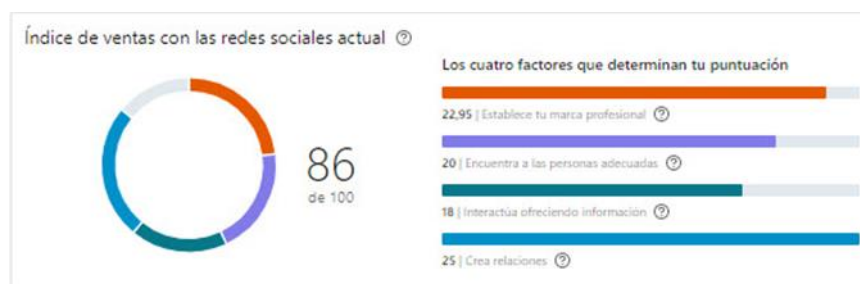 Índice de ventas con las redes sociales actual
86
de 100
Los cuatro factores que determinan tu puntuación
22,95 | Establece tu marca profesional
20 | Encuentra a las personas adecuadas
18 | Interactúa ofreciendo información
25 | Crea relaciones